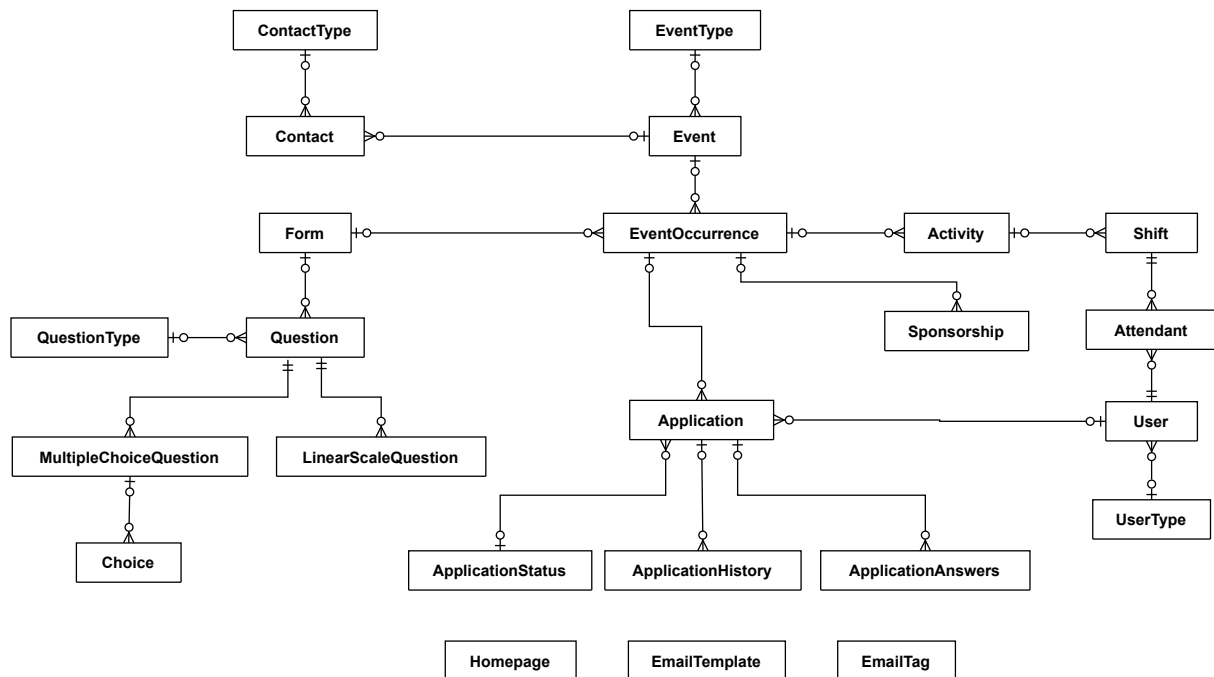 ContactType
EventType
Contact
Event
Form
EventOccurrence
Activity
Shift
QuestionType
Question
Sponsorship
Attendant
Application
User
MultipleChoiceQuestion
LinearScaleQuestion
UserType
Choice
ApplicationStatus
ApplicationHistory
ApplicationAnswers
Homepage
EmailTemplate
EmailTag